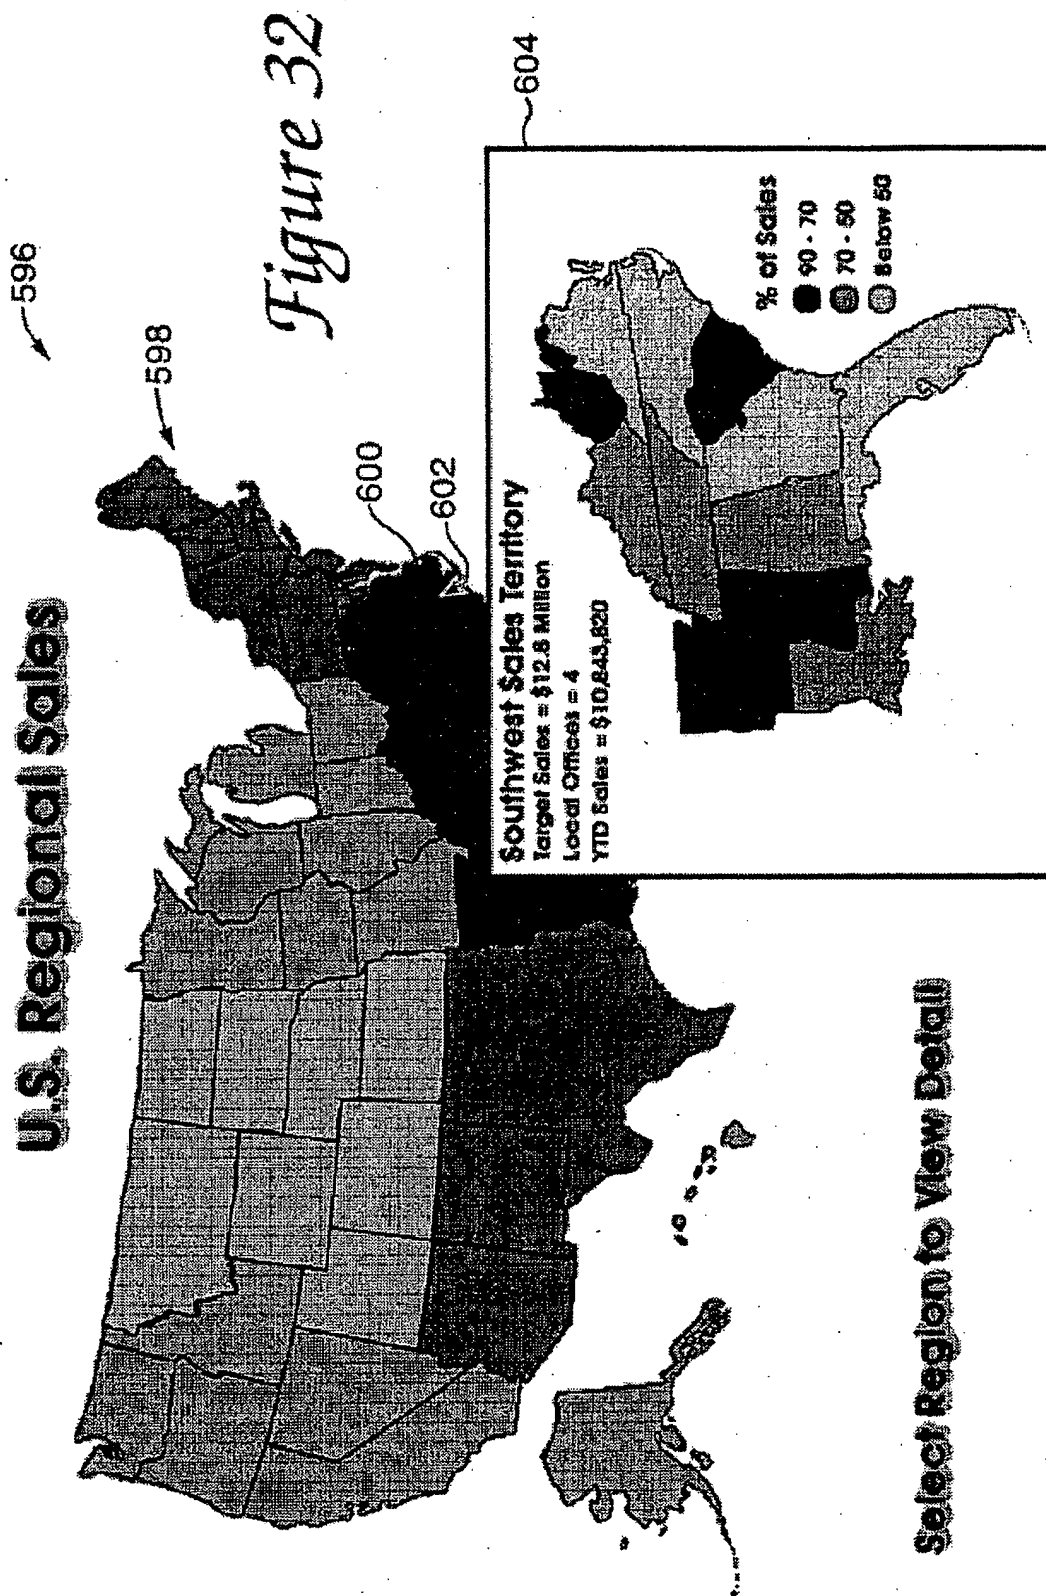 U.S. Regional Sales
596
598
Figure 32
600
602
604
Southwest Sales Territory
Target Sales = $12.8 Million
Local Offices = 4
YTD Sales = $10,843,820
% of Sales
90 - 70
70 - 50
Below 50
Select Region to View Detail